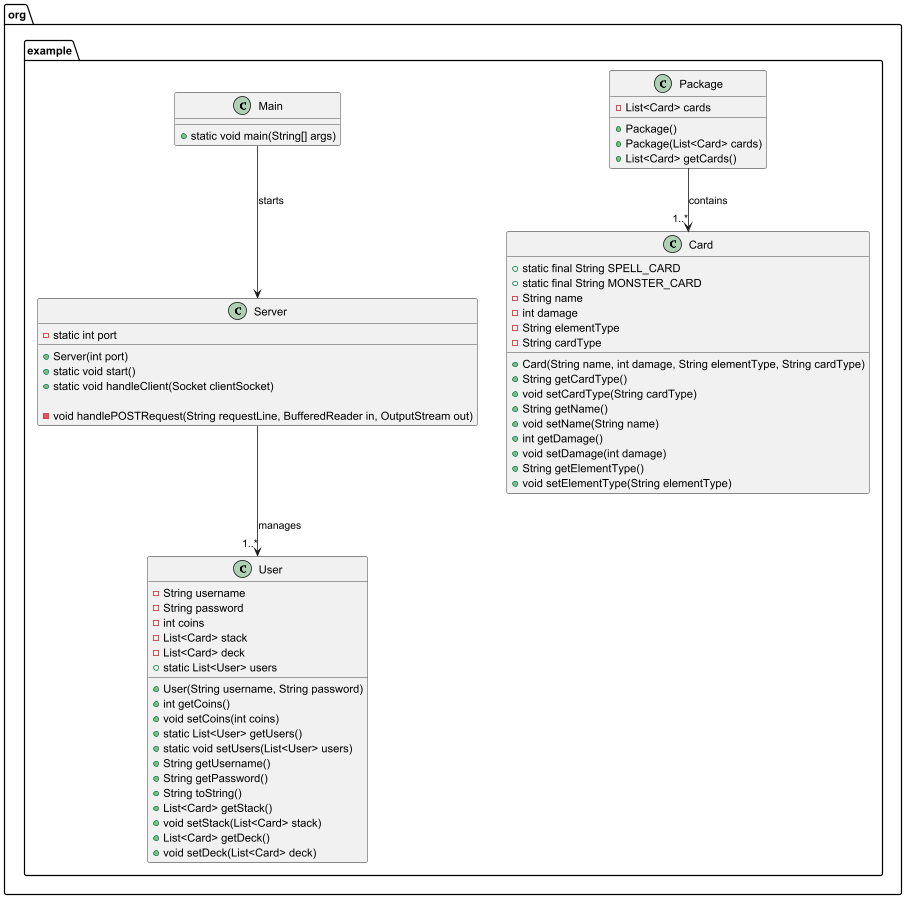 org
example
C Main
static void main(String[] args)
starts
C Package
List<Card> cards
Package()
Package(List<Card> cards)
List<Card> getCards()
contains
1..*
C Server
static int port
Server(int port)
static void start()
static void handleClient(Socket clientSocket)
void handlePOSTRequest(String requestLine, BufferedReader in, OutputStream out)
manages
1..*
C Card
static final String SPELL_CARD
static final String MONSTER_CARD
String name
int damage
String elementType
String cardType
Card(String name, int damage, String elementType, String cardType)
String getCardType()
void setCardType(String cardType)
String getName()
void setName(String name)
int getDamage()
void setDamage(int damage)
String getElementType()
void setElementType(String elementType)
C User
String username
String password
int coins
List<Card> stack
List<Card> deck
static List<User> users
User(String username, String password)
int getCoins()
void setCoins(int coins)
static List<User> getUsers()
static void setUsers(List<User> users)
String getUsername()
String getPassword()
String toString()
List<Card> getStack()
void setStack(List<Card> stack)
List<Card> getDeck()
void setDeck(List<Card> deck)